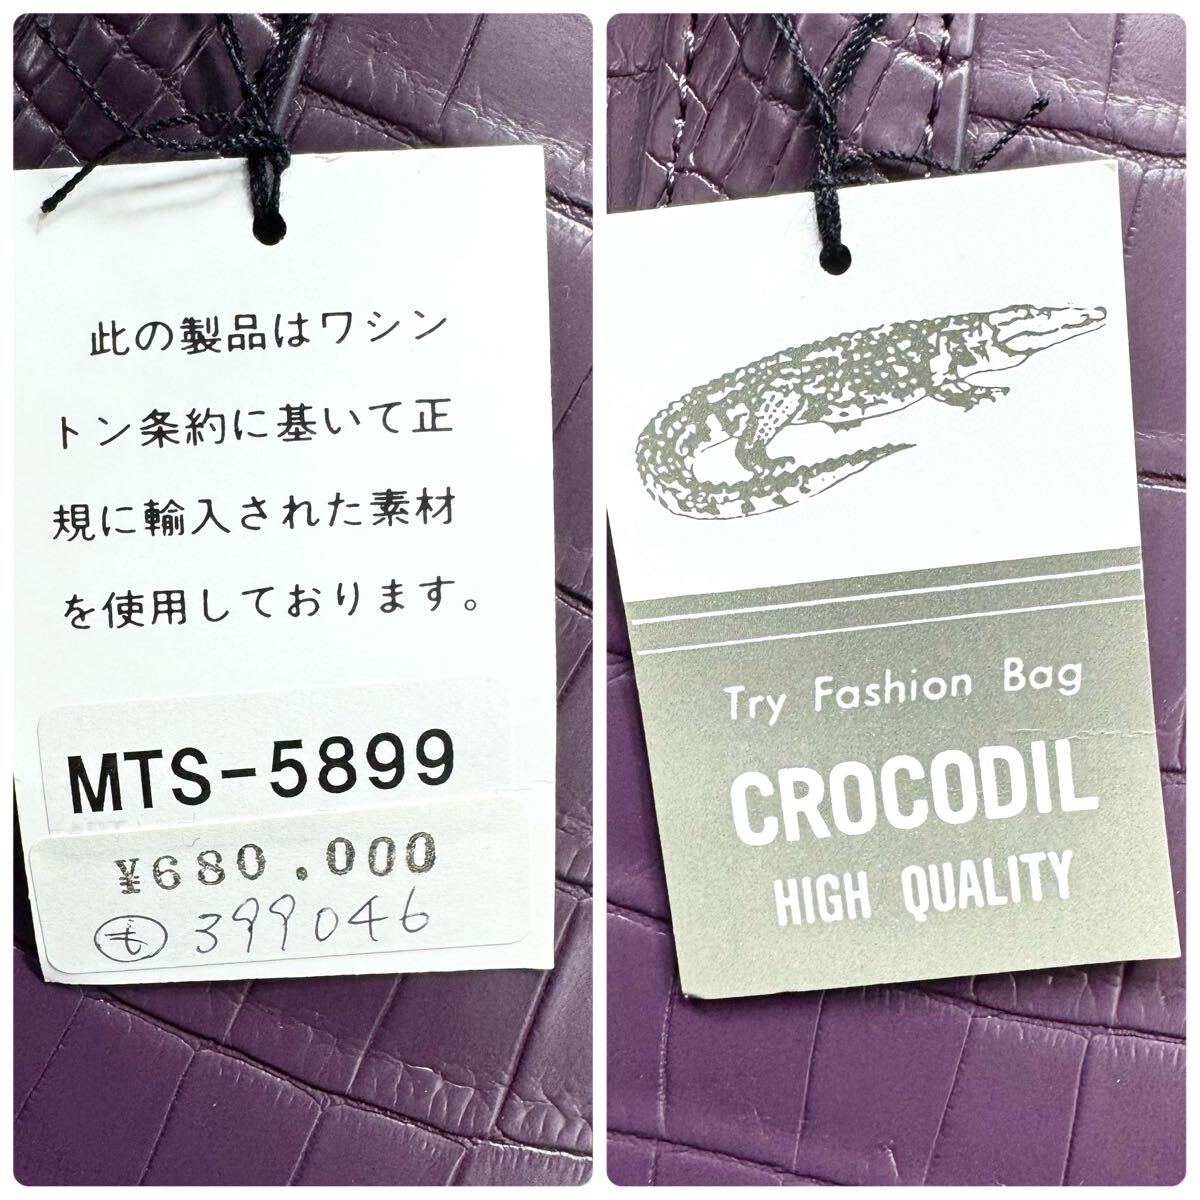 此の製品はワシン
トン条約に基いて正
規に輸入された素材
を使用しております。
MTS-5899
¥680.000
も 399046
Try Fashion Bag
CROCODIL
HIGH QUALITY